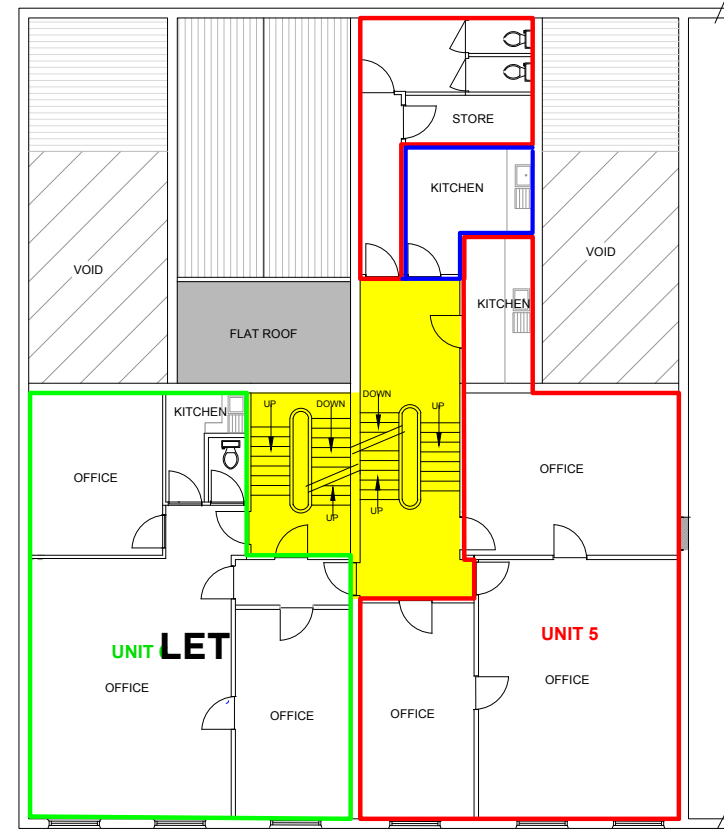 STORE
KITCHEN
VOID
VOID
KITCHEN
FLAT ROOF
KITCHEN
UP
DOWN
DOWN
UP
OFFICE
OFFICE
UP
UP
UNIT 5
UNIT
LET
OFFICE
OFFICE
OFFICE
OFFICE